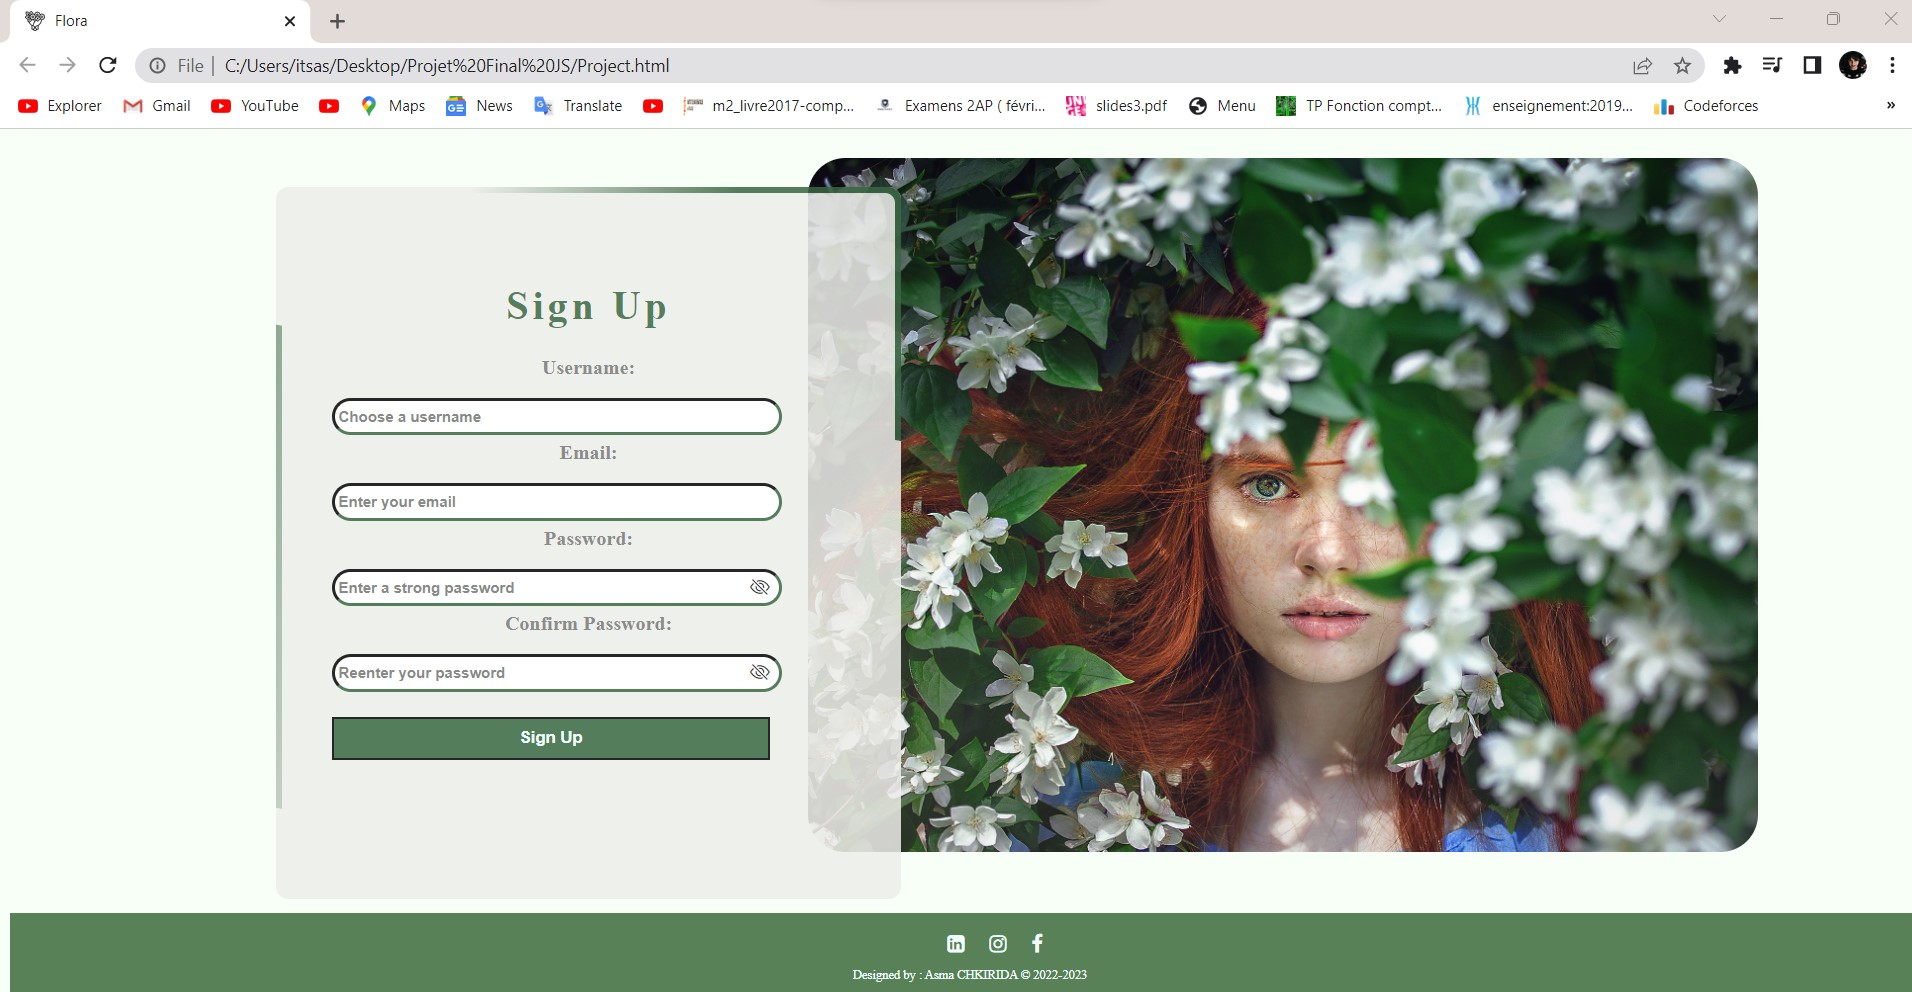 Flora
File | C:/Users/itsas/Desktop/Projet%20Final%20JS/Project.html
Explorer Gmail YouTube Maps News Translate m2_livre2017-comp... Examens 2AP ( févri... slides3.pdf Menu TP Fonction compt... enseignement:2019... Codeforces »
Sign Up
Username:
Choose a username
Email:
Enter your email
Password:
Enter a strong password
Confirm Password:
Reenter your password
Sign Up
Designed by : Asma CHKIRIDA © 2022-2023